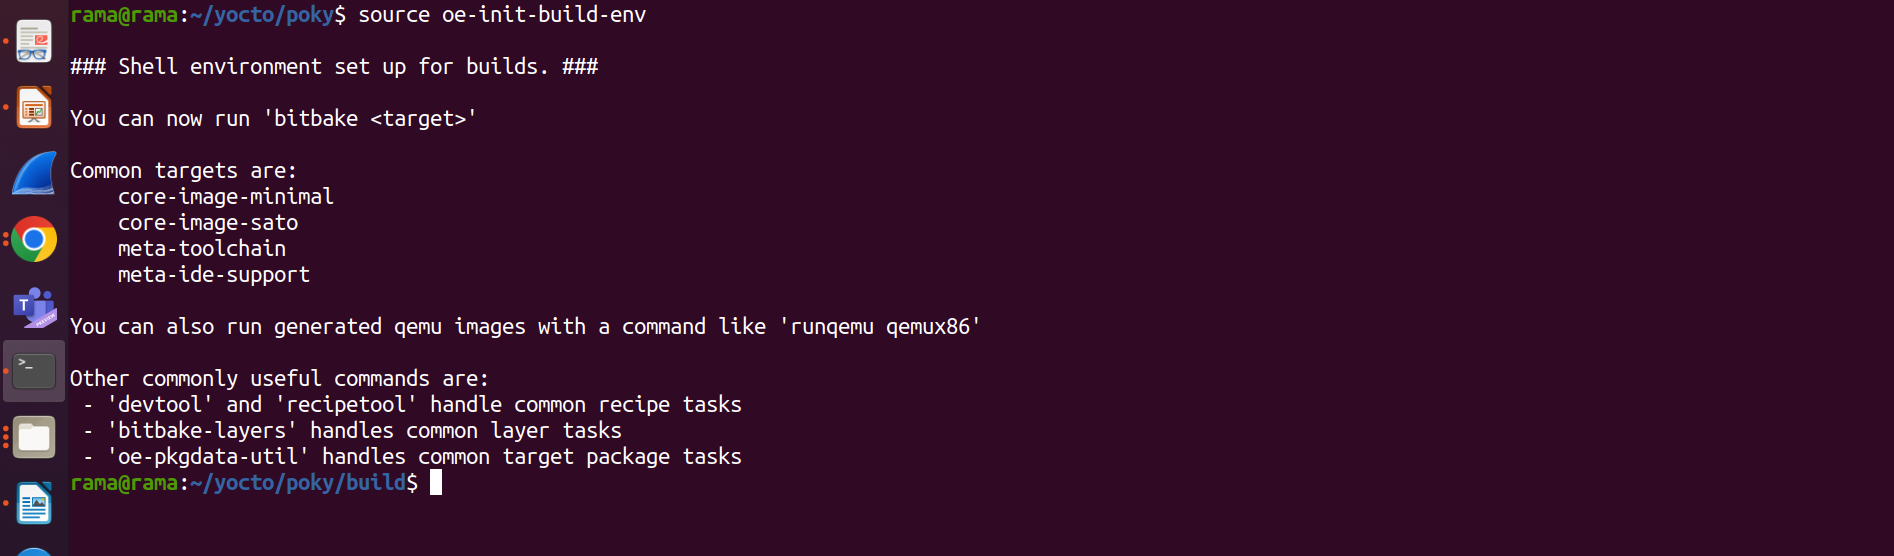 rama@rama:~/yocto/poky$ source oe-init-build-env
### Shell environment set up for builds. ###
You can now run 'bitbake <target>'
Common targets are:
    core-image-minimal
    core-image-sato
    meta-toolchain
    meta-ide-support
You can also run generated qemu images with a command like 'runqemu qemux86'
Other commonly useful commands are:
 - 'devtool' and 'recipetool' handle common recipe tasks
 - 'bitbake-layers' handles common layer tasks
 - 'oe-pkgdata-util' handles common target package tasks
rama@rama:~/yocto/poky/build$
T
PREVIEW
>_